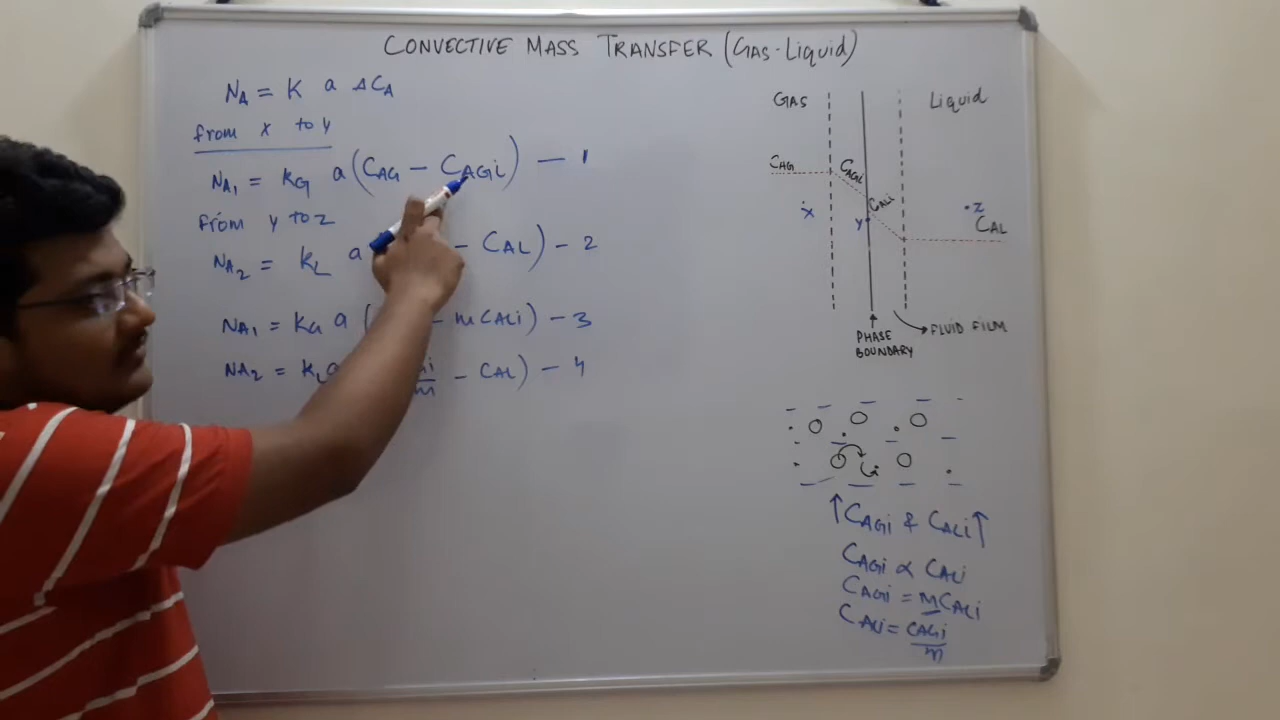 CONVECTIVE MASS TRANSFER (GAS-LIQUID)
NA = K a ΔCA
from x to y
NA1 = kG a (CAG - CAGi) - 1
from y to z
NA2 = kL a - CAL) - 2
NA1 = kG a ( - mCALi) - 3
NA2 = kLa - CAL) - 4
m
GAS
Liquid
CAG
CAGi
CALi
x
y
z
CAL
PHASE
BOUNDARY
FLUID FILM
↑CAGi & CALi↑
CAGi ∝ CALi
CAGi = mCALi
CALi = CAGi
m